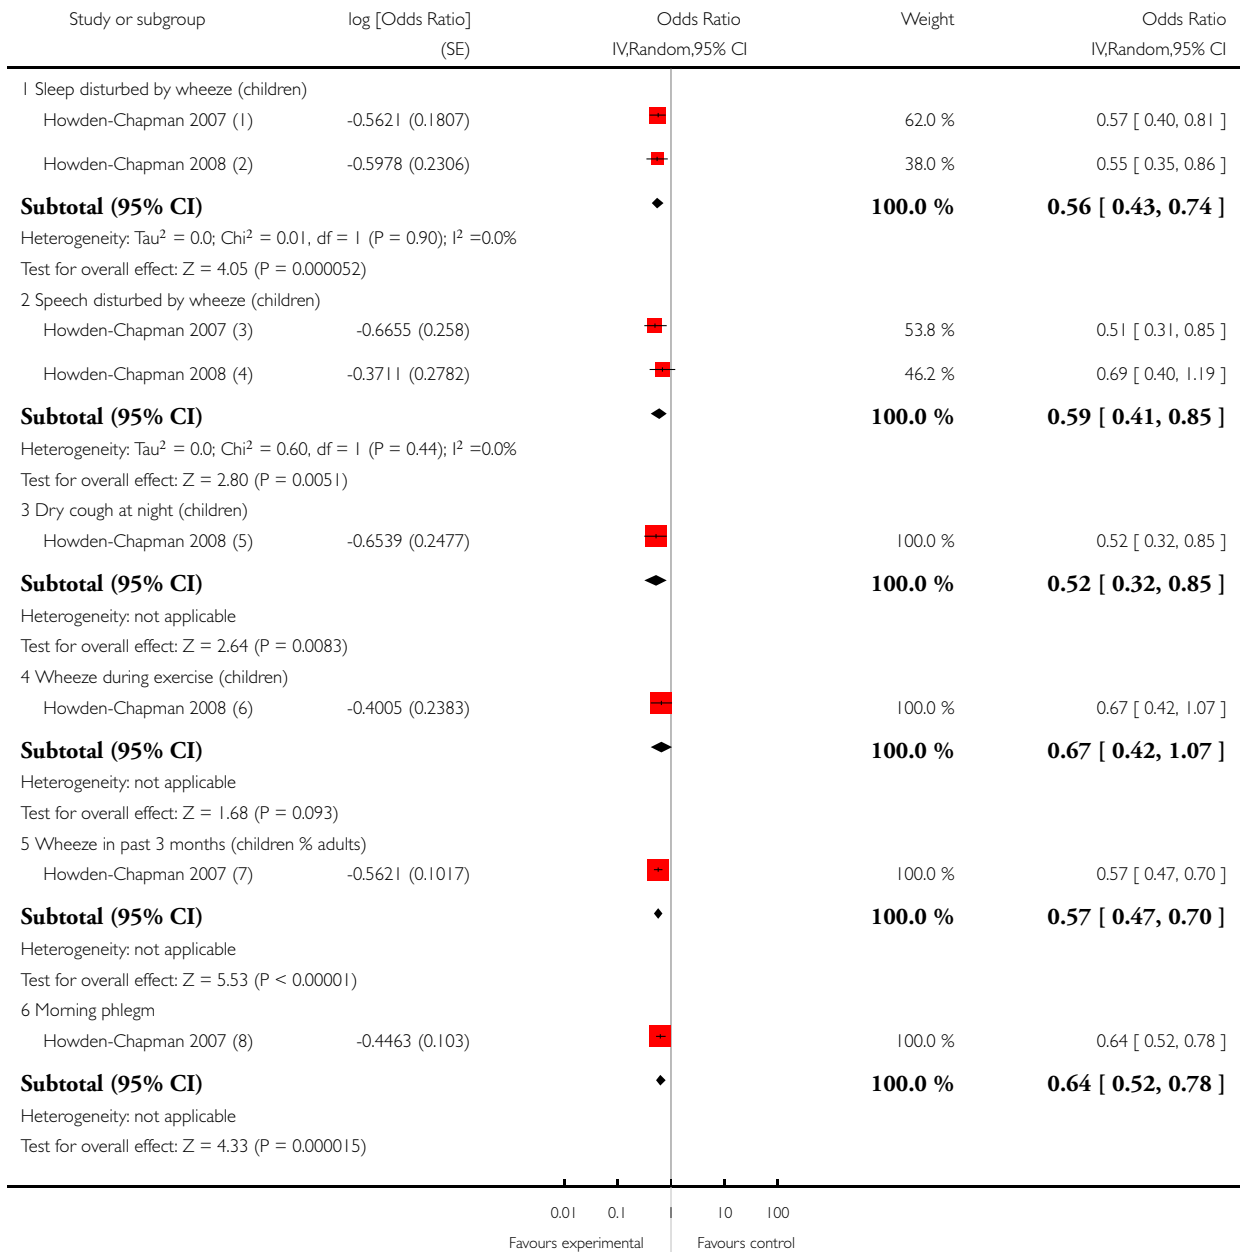 Study or subgroup log [Odds Ratio] Odds Ratio Weight Odds Ratio
(SE) IV,Random,95% CI IV,Random,95% CI
1 Sleep disturbed by wheeze (children)
Howden-Chapman 2007 (1) -0.5621 (0.1807) 62.0 % 0.57 [ 0.40, 0.81 ]
Howden-Chapman 2008 (2) -0.5978 (0.2306) 38.0 % 0.55 [ 0.35, 0.86 ]
Subtotal (95% CI) 100.0 % 0.56 [ 0.43, 0.74 ]
Heterogeneity: Tau² = 0.0; Chi² = 0.01, df = 1 (P = 0.90); I² =0.0%
Test for overall effect: Z = 4.05 (P = 0.000052)
2 Speech disturbed by wheeze (children)
Howden-Chapman 2007 (3) -0.6655 (0.258) 53.8 % 0.51 [ 0.31, 0.85 ]
Howden-Chapman 2008 (4) -0.3711 (0.2782) 46.2 % 0.69 [ 0.40, 1.19 ]
Subtotal (95% CI) 100.0 % 0.59 [ 0.41, 0.85 ]
Heterogeneity: Tau² = 0.0; Chi² = 0.60, df = 1 (P = 0.44); I² =0.0%
Test for overall effect: Z = 2.80 (P = 0.0051)
3 Dry cough at night (children)
Howden-Chapman 2008 (5) -0.6539 (0.2477) 100.0 % 0.52 [ 0.32, 0.85 ]
Subtotal (95% CI) 100.0 % 0.52 [ 0.32, 0.85 ]
Heterogeneity: not applicable
Test for overall effect: Z = 2.64 (P = 0.0083)
4 Wheeze during exercise (children)
Howden-Chapman 2008 (6) -0.4005 (0.2383) 100.0 % 0.67 [ 0.42, 1.07 ]
Subtotal (95% CI) 100.0 % 0.67 [ 0.42, 1.07 ]
Heterogeneity: not applicable
Test for overall effect: Z = 1.68 (P = 0.093)
5 Wheeze in past 3 months (children % adults)
Howden-Chapman 2007 (7) -0.5621 (0.1017) 100.0 % 0.57 [ 0.47, 0.70 ]
Subtotal (95% CI) 100.0 % 0.57 [ 0.47, 0.70 ]
Heterogeneity: not applicable
Test for overall effect: Z = 5.53 (P < 0.00001)
6 Morning phlegm
Howden-Chapman 2007 (8) -0.4463 (0.103) 100.0 % 0.64 [ 0.52, 0.78 ]
Subtotal (95% CI) 100.0 % 0.64 [ 0.52, 0.78 ]
Heterogeneity: not applicable
Test for overall effect: Z = 4.33 (P = 0.000015)
0.01 0.1 1 10 100
Favours experimental Favours control